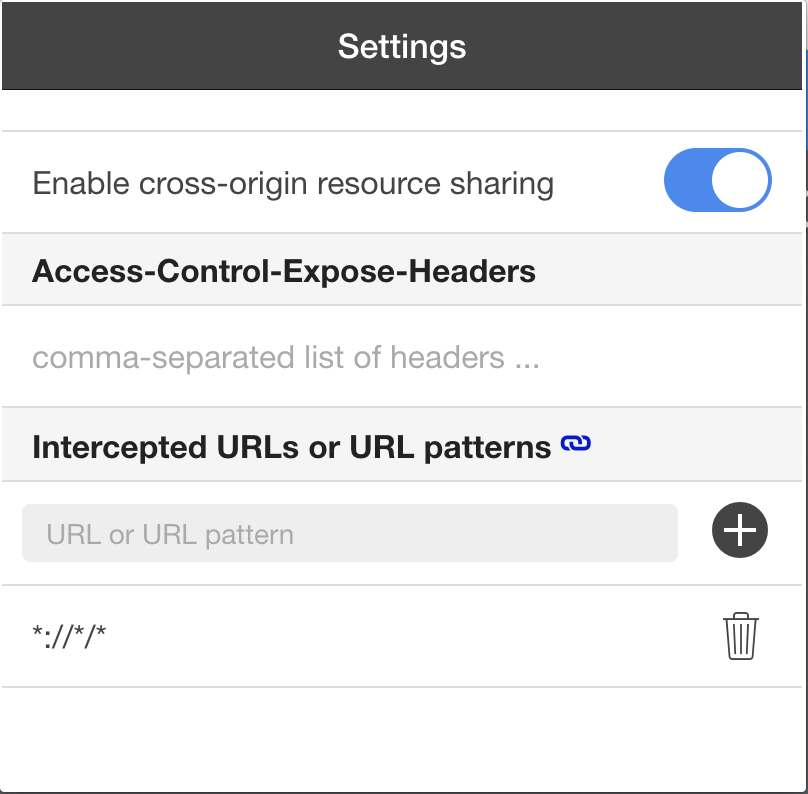 Settings
Enable cross-origin resource sharing
Access-Control-Expose-Headers
comma-separated list of headers ...
Intercepted URLs or URL patterns
URL or URL pattern
*://*/*